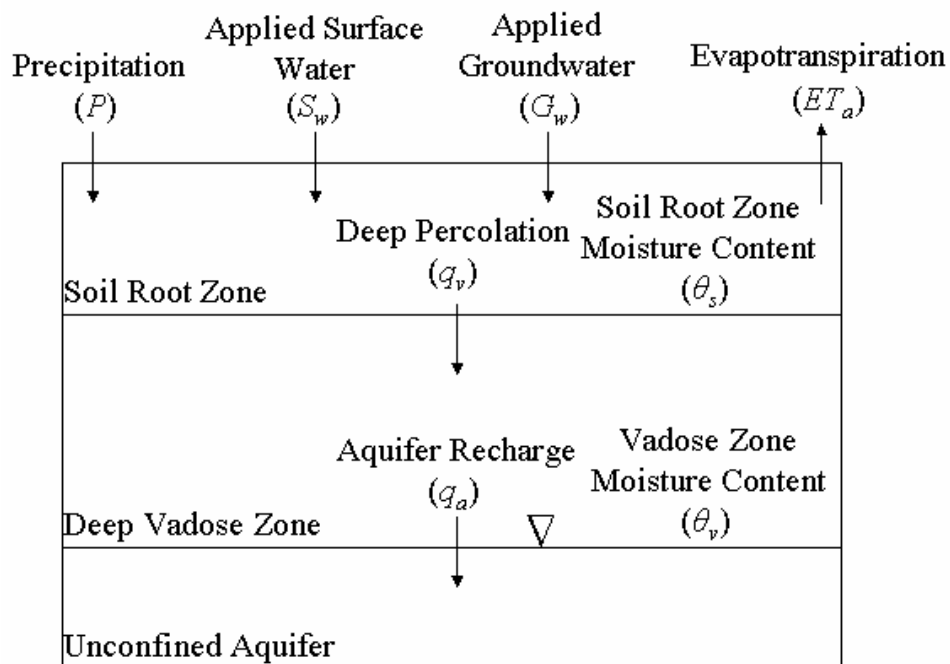 Precipitation
(P)
Applied Surface
Water
(S_w)
Applied
Groundwater
(G_w)
Evapotranspiration
(ET_a)
Deep Percolation
(q_v)
Soil Root Zone
Moisture Content
(θ_s)
Soil Root Zone
Aquifer Recharge
(q_a)
Vadose Zone
Moisture Content
(θ_v)
Deep Vadose Zone
Unconfined Aquifer